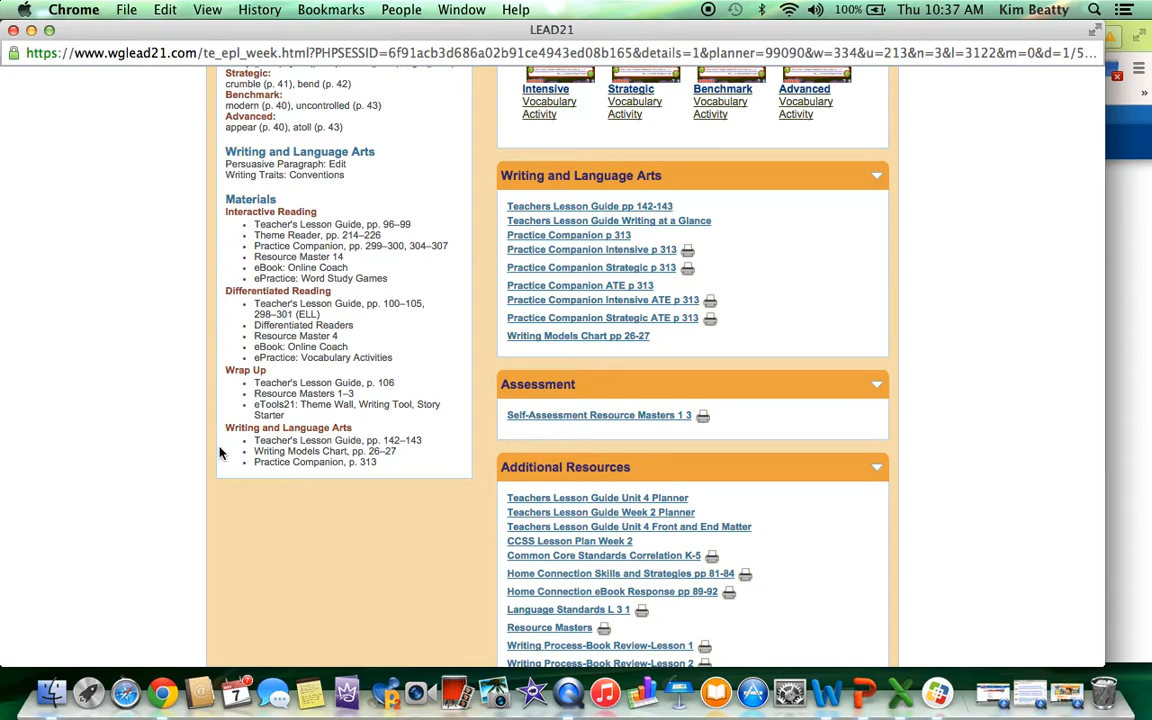 Chrome File Edit View History Bookmarks People Window Help 100% Thu 10:37 AM Kim Beatty
LEAD21
https://www.wglead21.com/te_epl_week.html?PHPSESSID=6f91acb3d686a02b91ce4943ed08b165&details=1&planner=99090&w=334&u=213&n=3&l=3122&m=0&d=1/5...
Strategic:
crumble (p. 41), bend (p. 42)
Benchmark:
modern (p. 40), uncontrolled (p. 43)
Advanced:
appear (p. 40), atoll (p. 43)
Writing and Language Arts
Persuasive Paragraph: Edit
Writing Traits: Conventions
Materials
Interactive Reading
• Teacher's Lesson Guide, pp. 96–99
• Theme Reader, pp. 214–226
• Practice Companion, pp. 299–300, 304–307
• Resource Master 14
• eBook: Online Coach
• ePractice: Word Study Games
Differentiated Reading
• Teacher's Lesson Guide, pp. 100–105,
298–301 (ELL)
• Differentiated Readers
• Resource Master 4
• eBook: Online Coach
• ePractice: Vocabulary Activities
Wrap Up
• Teacher's Lesson Guide, p. 106
• Resource Masters 1–3
• eTools21: Theme Wall, Writing Tool, Story
Starter
Writing and Language Arts
• Teacher's Lesson Guide, pp. 142–143
• Writing Models Chart, pp. 26–27
• Practice Companion, p. 313
Intensive Strategic Benchmark Advanced
Vocabulary Vocabulary Vocabulary Vocabulary
Activity Activity Activity Activity
Writing and Language Arts
Teachers Lesson Guide pp 142-143
Teachers Lesson Guide Writing at a Glance
Practice Companion p 313
Practice Companion Intensive p 313
Practice Companion Strategic p 313
Practice Companion ATE p 313
Practice Companion Intensive ATE p 313
Practice Companion Strategic ATE p 313
Writing Models Chart pp 26-27
Assessment
Self-Assessment Resource Masters 1 3
Additional Resources
Teachers Lesson Guide Unit 4 Planner
Teachers Lesson Guide Week 2 Planner
Teachers Lesson Guide Unit 4 Front and End Matter
CCSS Lesson Plan Week 2
Common Core Standards Correlation K-5
Home Connection Skills and Strategies pp 81-84
Home Connection eBook Response pp 89-92
Language Standards L 3 1
Resource Masters
Writing Process-Book Review-Lesson 1
Writing Process-Book Review-Lesson 2